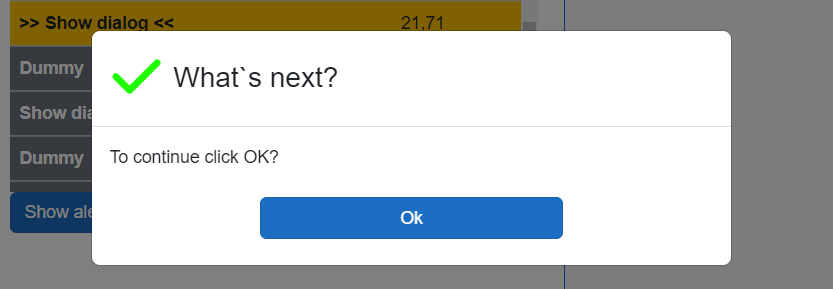 >> Show dialog << 21,71
What`s next?
Dummy
Show dia
To continue click OK?
Dummy
Show ale
Ok